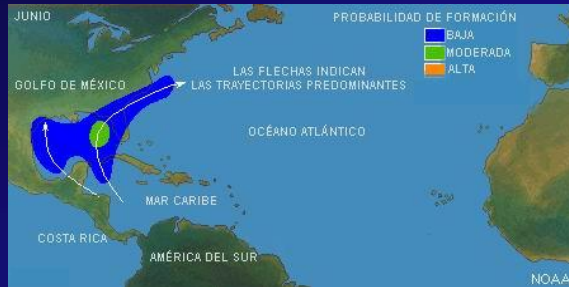 JUNIO
PROBABILIDAD DE FORMACIÓN
BAJA
MODERADA
ALTA
GOLFO DE MÉXICO
LAS FLECHAS INDICAN
LAS TRAYECTORIAS PREDOMINANTES
OCÉANO ATLÁNTICO
MAR CARIBE
COSTA RICA
AMÉRICA DEL SUR
NOAA